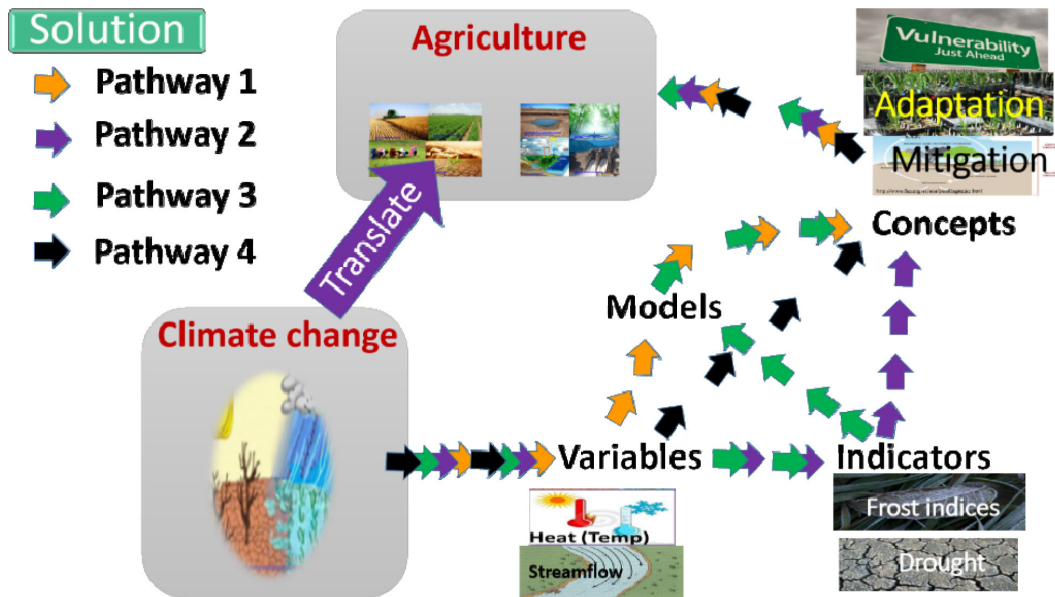 Solution
Pathway 1
Pathway 2
Pathway 3
Pathway 4
Agriculture
Vulnerability
Just Ahead
Adaptation
Mitigation
Concepts
Translate
Climate change
Models
Variables
Indicators
Heat (Temp)
Streamflow
Frost indices
Drought